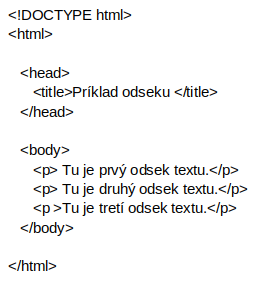 <!DOCTYPE html>
<html>
<head>
<title>Príklad odseku </title>
</head>
<body>
<p> Tu je prvý odsek textu.</p>
<p> Tu je druhý odsek textu.</p>
<p >Tu je tretí odsek textu.</p>
</body>
</html>